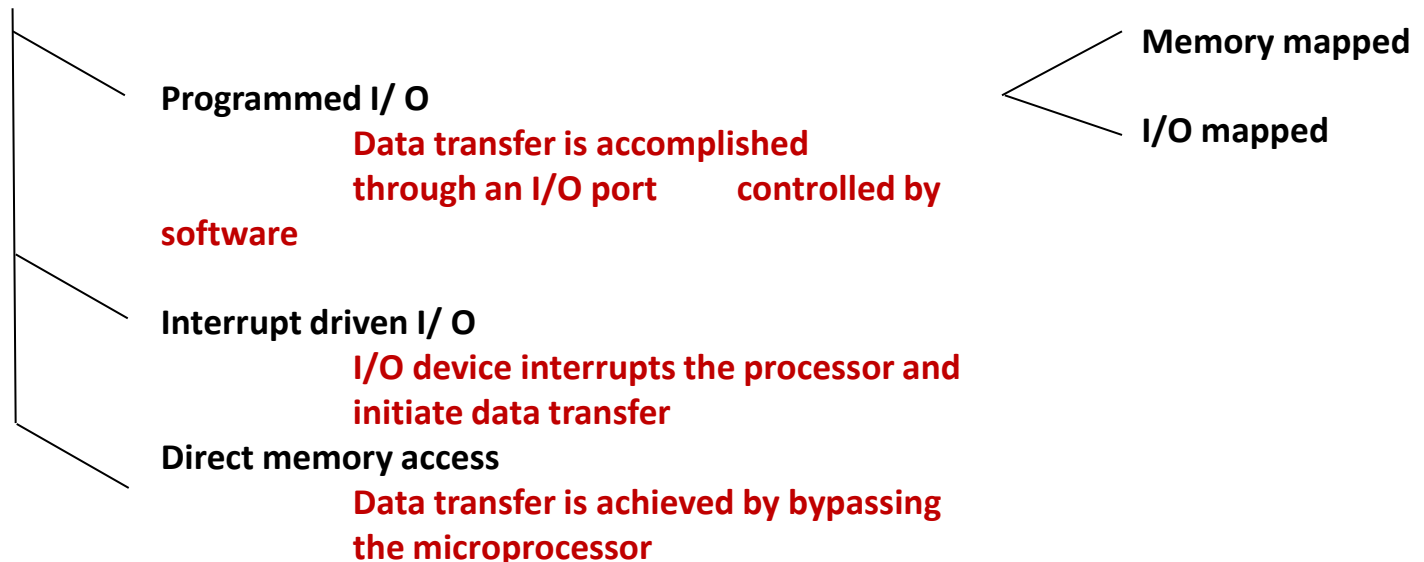 Programmed I/ O
Data transfer is accomplished
through an I/O port controlled by
software
Memory mapped
I/O mapped
Interrupt driven I/ O
I/O device interrupts the processor and
initiate data transfer
Direct memory access
Data transfer is achieved by bypassing
the microprocessor